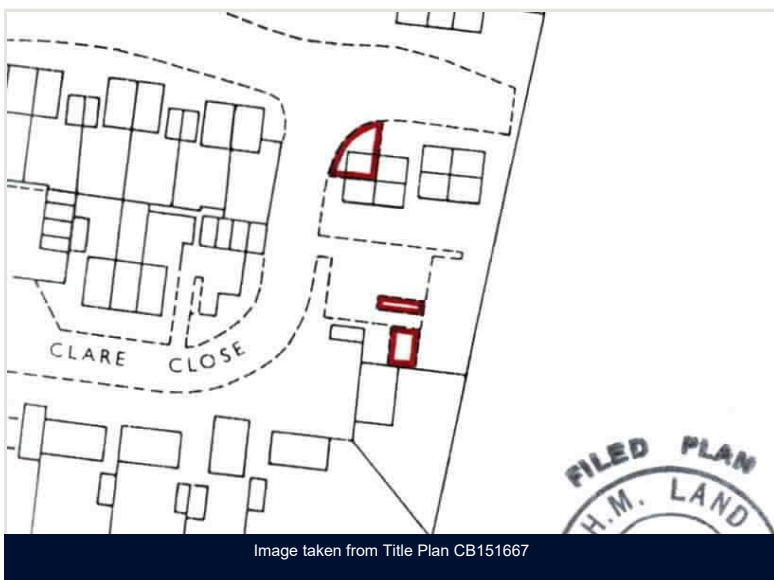 CLARE CLOSE
FILED PLAN
H.M. LAND
Image taken from Title Plan CB151667